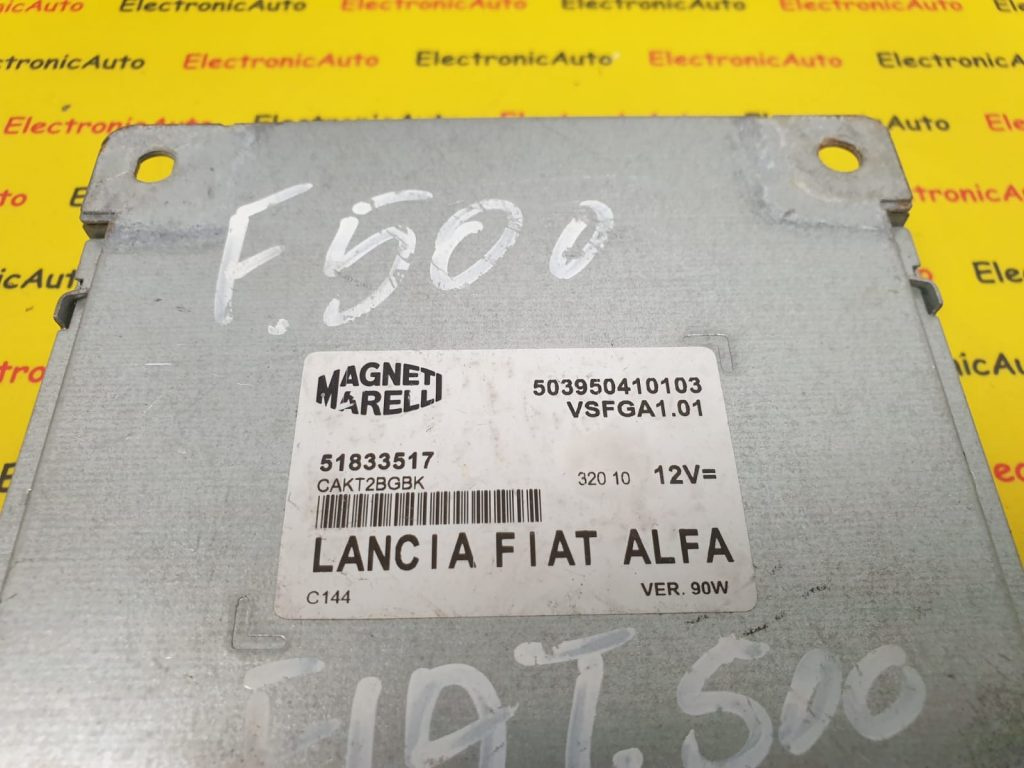 ElectronicAuto ElectronicAuto ElectronicAuto
ElectronicAuto ElectronicAuto ElectronicAuto ElectronicAuto
ElectronicAuto ElectronicAuto ElectronicAuto
ElectronicAuto
F.500
MAGNETI
MARELLI
503950410103
VSFGA1.01
51833517
CAKT2BGBK
320 10 12V=
LANCIA FIAT ALFA
C144
VER. 90W
FIAT.500